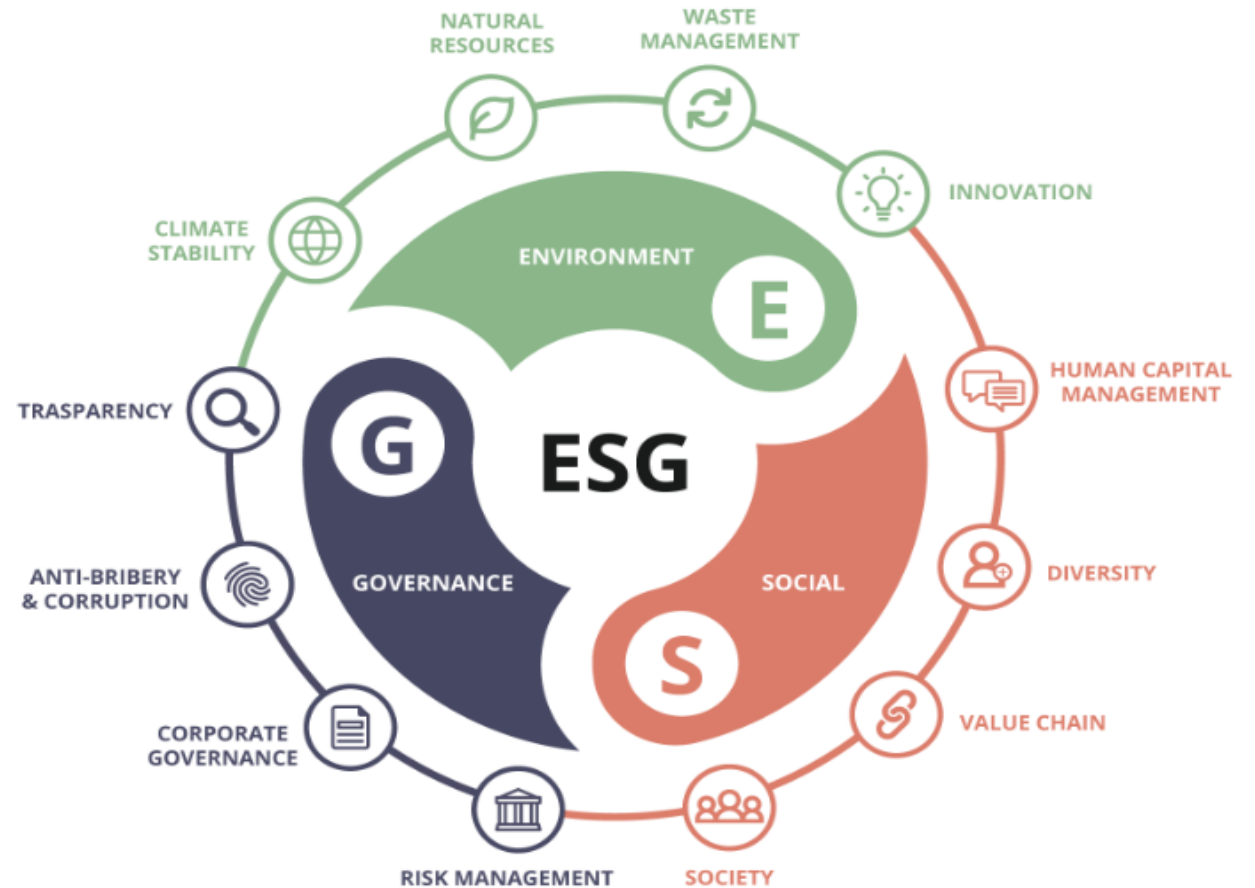 NATURAL
RESOURCES
WASTE
MANAGEMENT
INNOVATION
CLIMATE
STABILITY
ENVIRONMENT
E
HUMAN CAPITAL
MANAGEMENT
TRASPARENCY
G
ESG
ANTI-BRIBERY
& CORRUPTION
GOVERNANCE
SOCIAL
DIVERSITY
S
CORPORATE
GOVERNANCE
VALUE CHAIN
RISK MANAGEMENT
SOCIETY